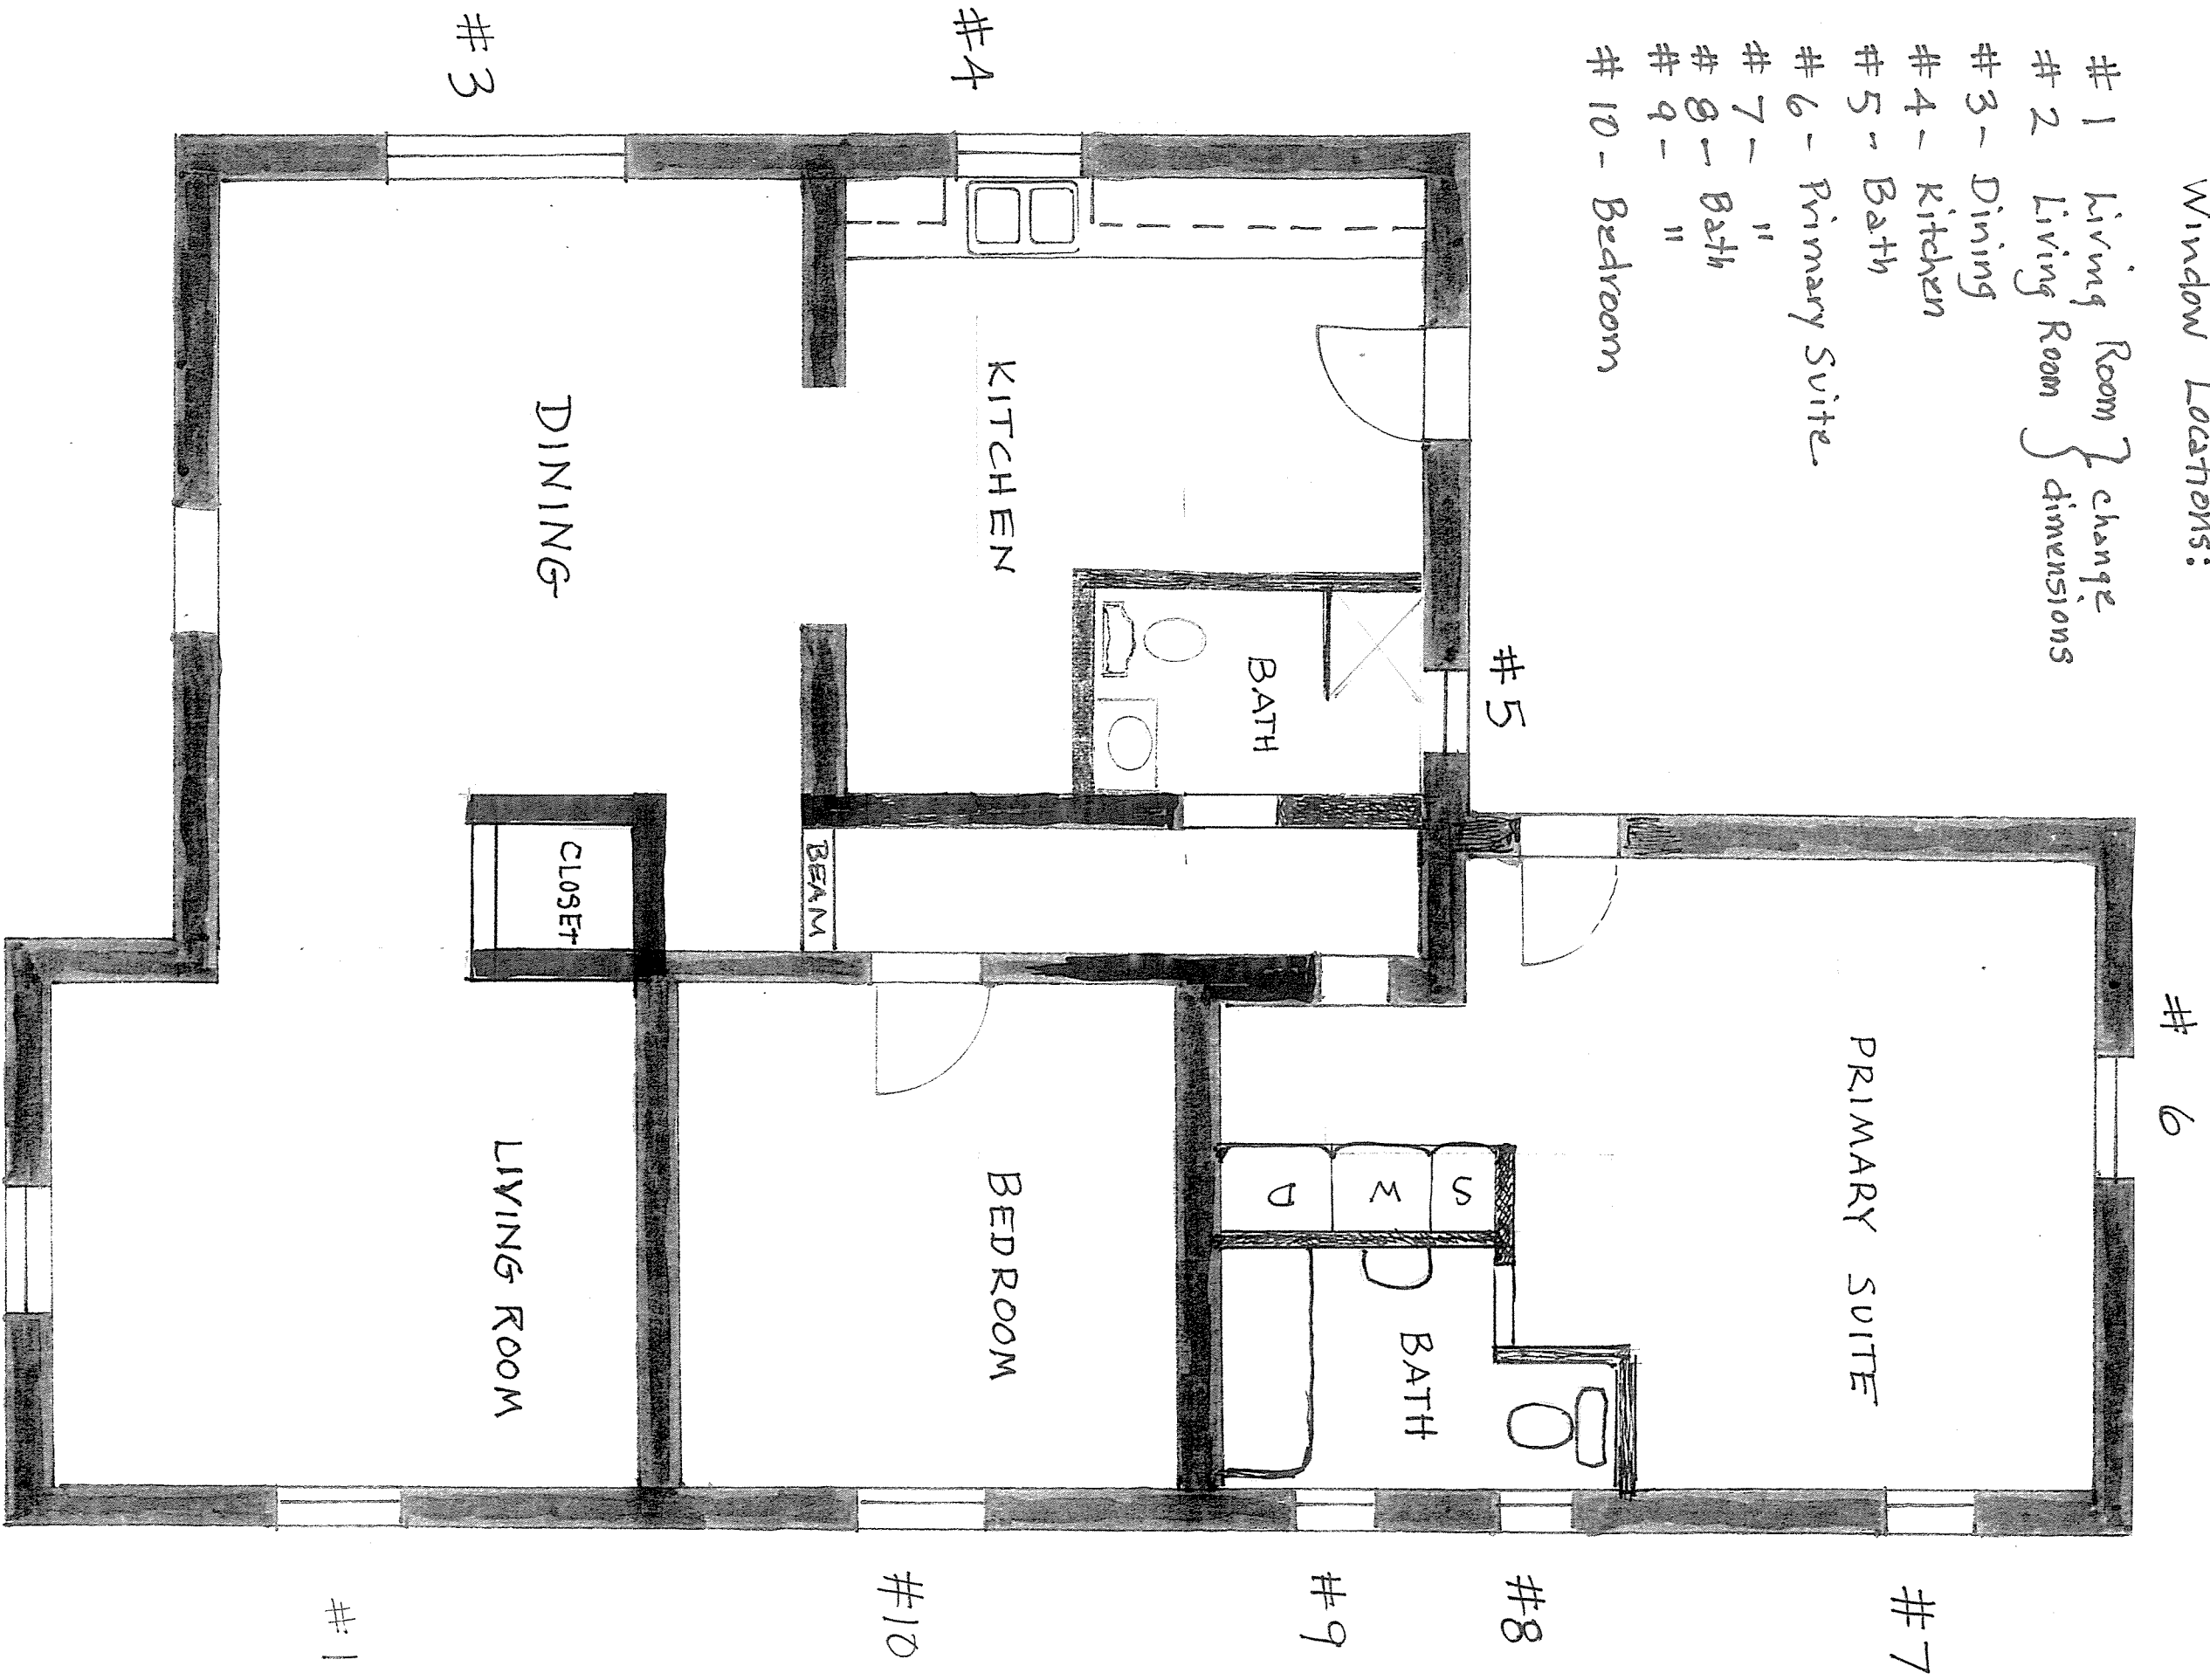 Window Locations:
#1 Living Room } change
#2 Living Room } dimensions
#3 - Dining
#4 - Kitchen
#5 - Bath
#6 - Primary Suite
#7 - "
#8 - Bath
#9 - "
#10 - Bedroom
#6
#7
PRIMARY SUITE
#5
#8
S
W
D
BATH
#9
BATH
KITCHEN
BEDROOM
#4
#10
BEAM
CLOSET
DINING
LIVING ROOM
#3
#1